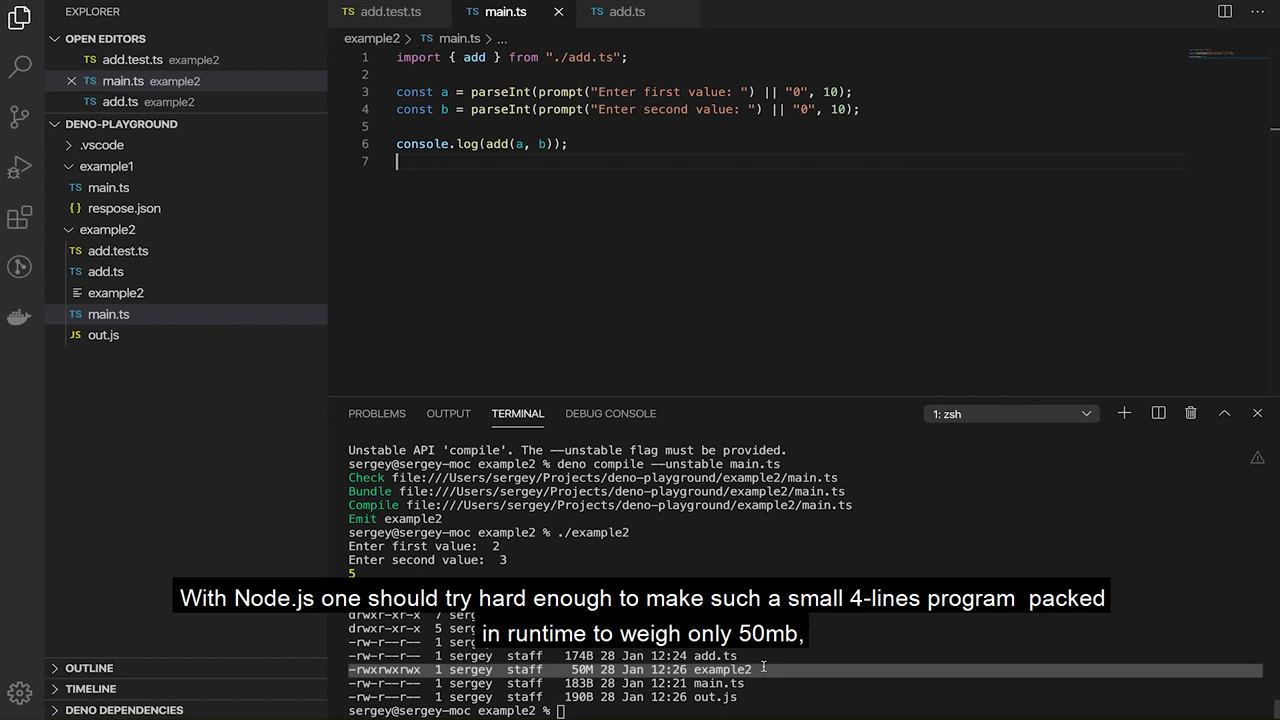 EXPLORER
OPEN EDITORS
TS add.test.ts example2
TS main.ts example2
TS add.ts example2
DENO-PLAYGROUND
.vscode
example1
TS main.ts
{} respose.json
example2
TS add.test.ts
TS add.ts
example2
TS main.ts
JS out.js
OUTLINE
TIMELINE
DENO DEPENDENCIES
TS add.test.ts TS main.ts TS add.ts
example2 > TS main.ts > ...
1 import { add } from "./add.ts";
2
3 const a = parseInt(prompt("Enter first value: ") || "0", 10);
4 const b = parseInt(prompt("Enter second value: ") || "0", 10);
5
6 console.log(add(a, b));
7
PROBLEMS OUTPUT TERMINAL DEBUG CONSOLE 1: zsh
Unstable API 'compile'. The --unstable flag must be provided.
sergey@sergey-moc example2 % deno compile --unstable main.ts
Check file:///Users/sergey/Projects/deno-playground/example2/main.ts
Bundle file:///Users/sergey/Projects/deno-playground/example2/main.ts
Compile file:///Users/sergey/Projects/deno-playground/example2/main.ts
Emit example2
sergey@sergey-moc example2 % ./example2
Enter first value: 2
Enter second value: 3
5
With Node.js one should try hard enough to make such a small 4-lines program packed
in runtime to weigh only 50mb,
drwxr-xr-x 7
drwxr-xr-x 5
-rw-r--r-- 1
-rw-r--r-- 1 sergey staff 174B 28 Jan 12:24 add.ts
-rwxrwxrwx 1 sergey staff 50M 28 Jan 12:26 example2
-rw-r--r-- 1 sergey staff 183B 28 Jan 12:21 main.ts
-rw-r--r-- 1 sergey staff 190B 28 Jan 12:26 out.js
sergey@sergey-moc example2 %